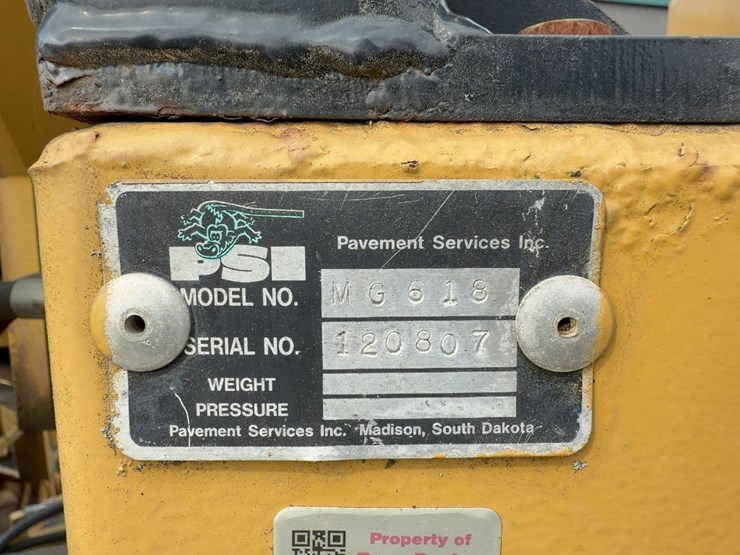 PSI
Pavement Services Inc.
MODEL NO. MG618
SERIAL NO. 120807
WEIGHT
PRESSURE
Pavement Services Inc. Madison, South Dakota
Property of